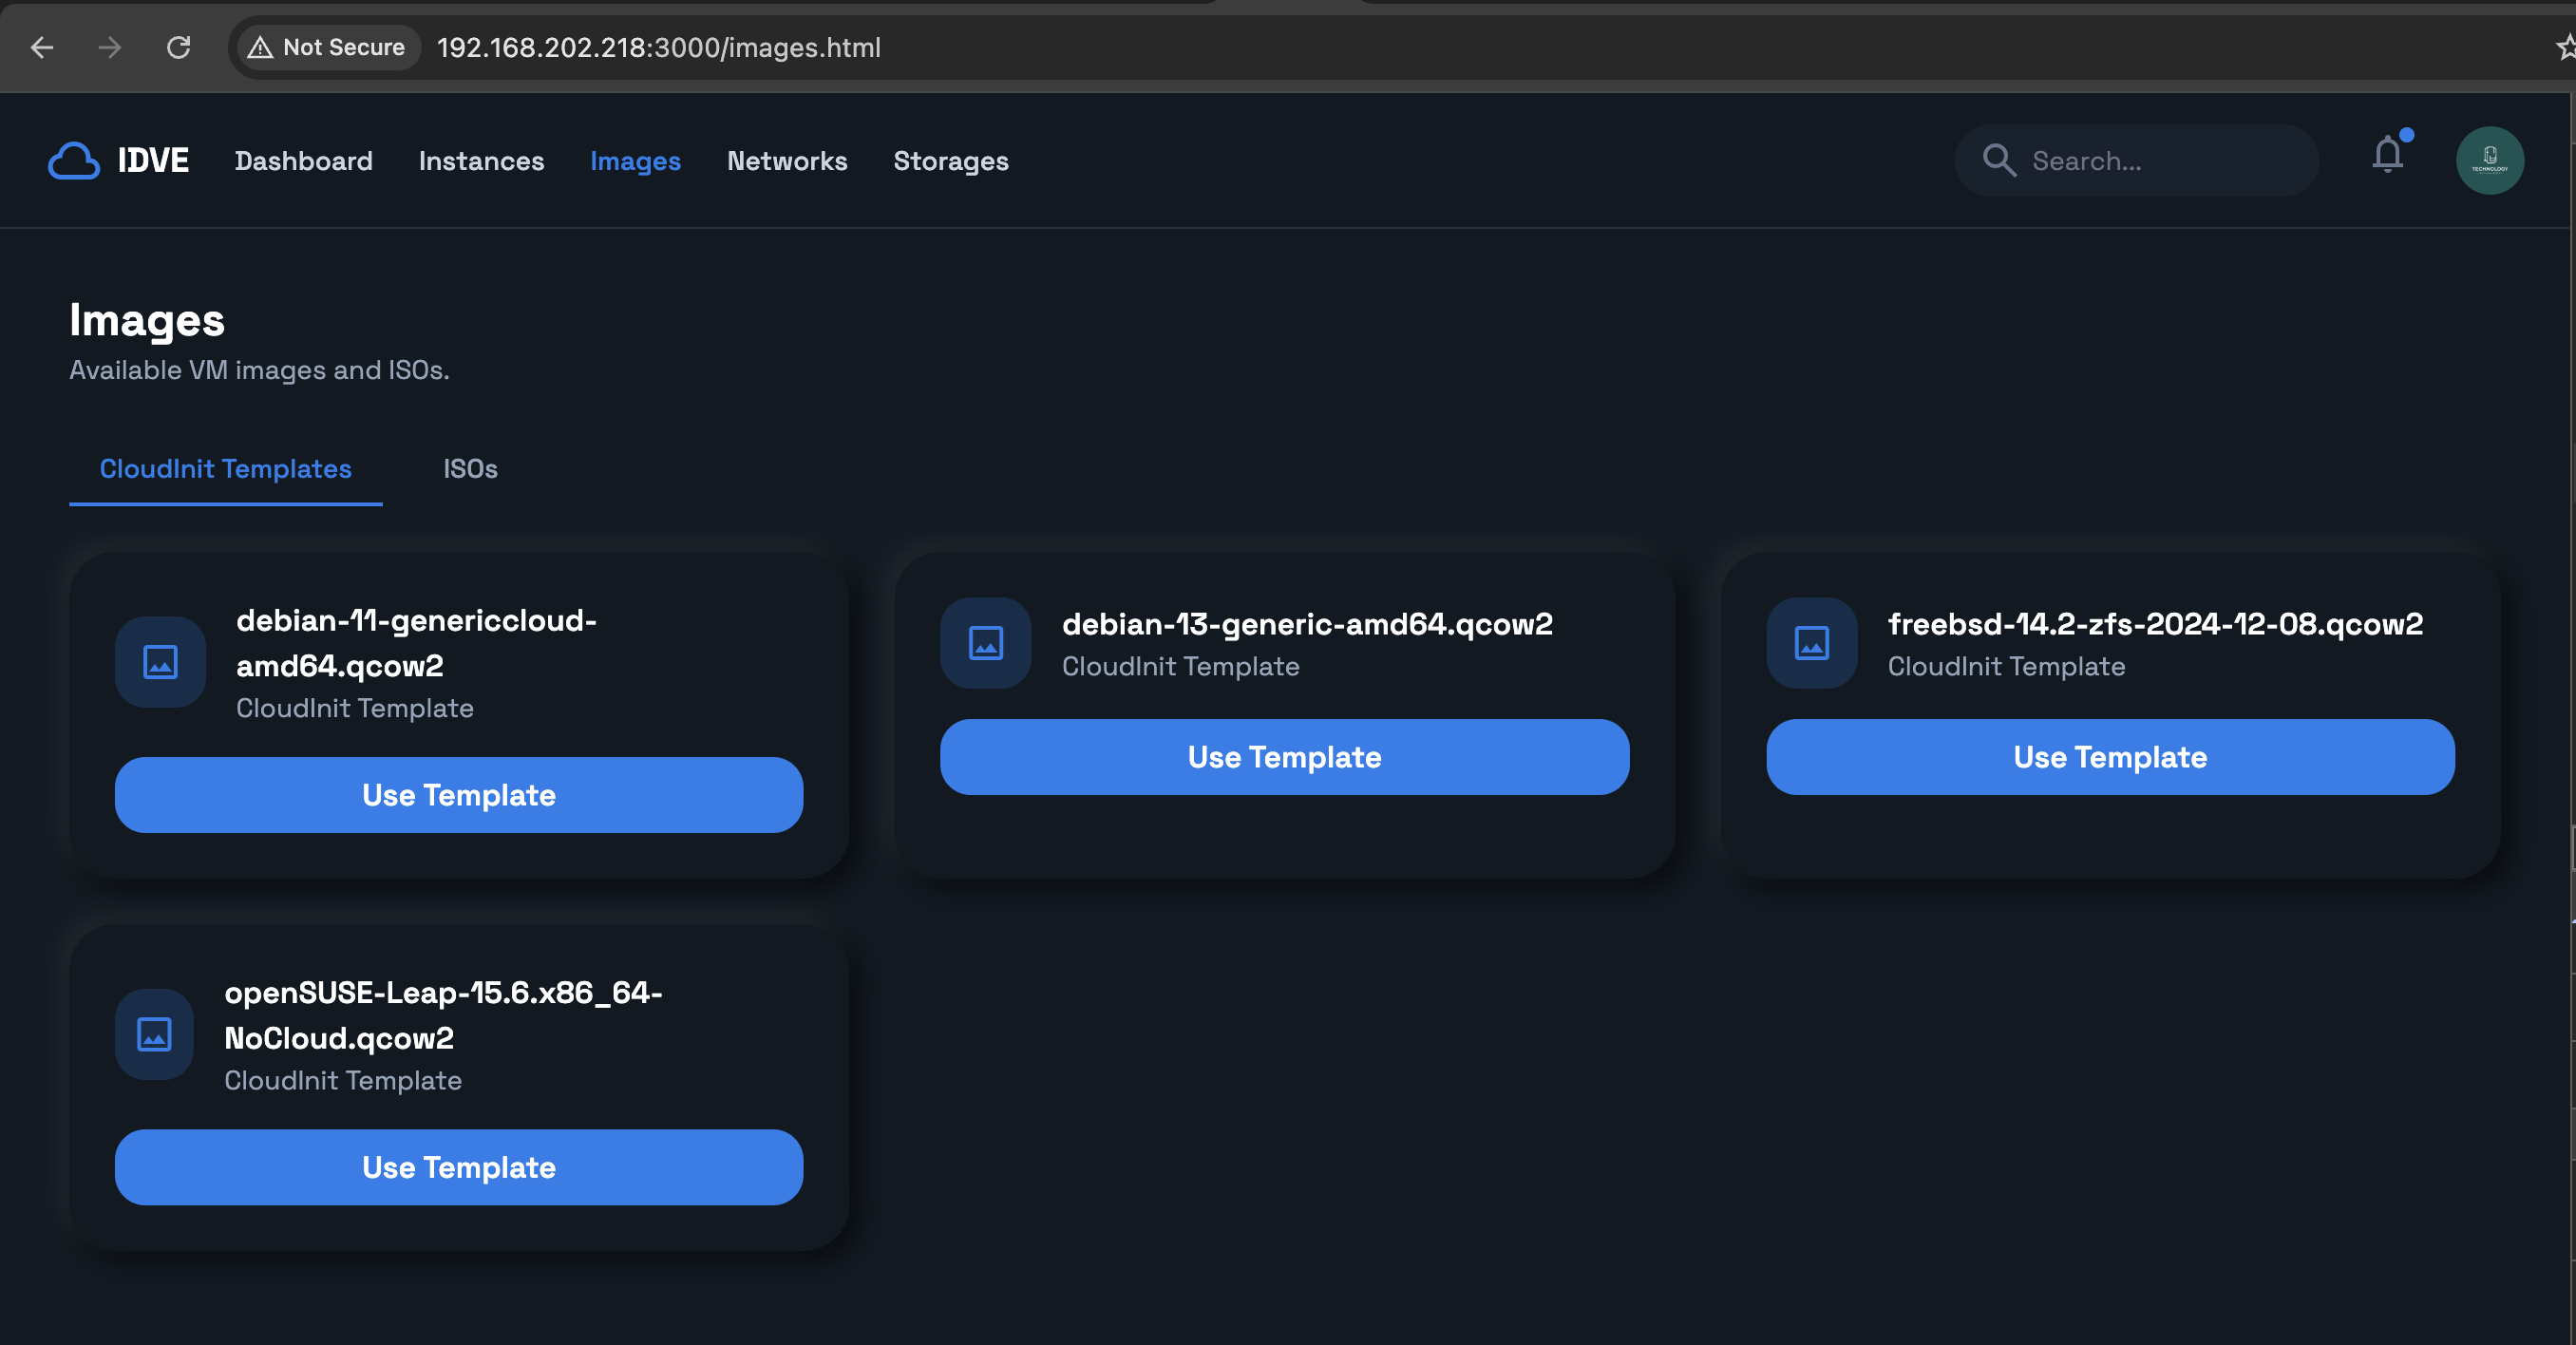 Not Secure 192.168.202.218:3000/images.html
IDVE Dashboard Instances Images Networks Storages Search... TECHNOLOGY
Images
Available VM images and ISOs.
CloudInit Templates ISOs
debian-11-genericcloud-
amd64.qcow2
CloudInit Template
Use Template
debian-13-generic-amd64.qcow2
CloudInit Template
Use Template
freebsd-14.2-zfs-2024-12-08.qcow2
CloudInit Template
Use Template
openSUSE-Leap-15.6.x86_64-
NoCloud.qcow2
CloudInit Template
Use Template